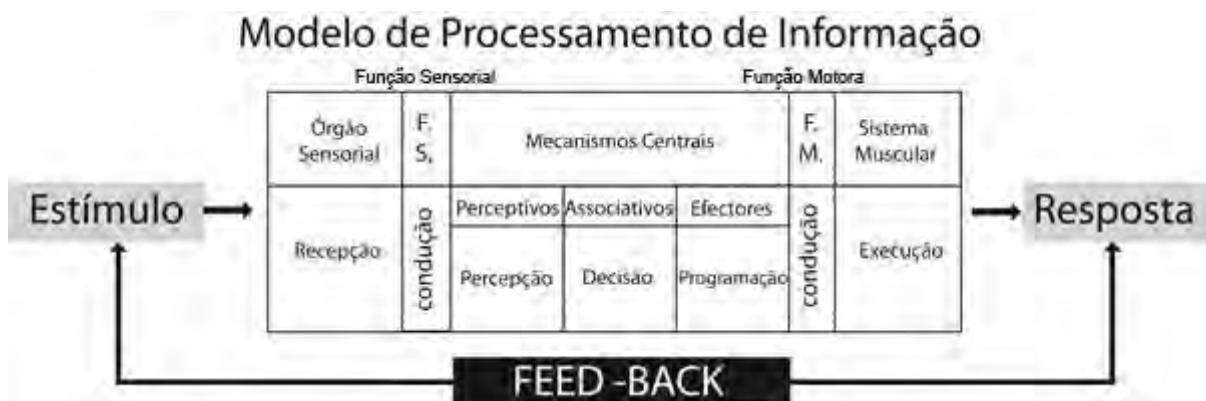 Modelo de Processamento de Informação
Função Sensorial
Função Motora
Órgão
Sensorial
F.
S.
Mecanismos Centrais
F.
M.
Sistema
Muscular
Estímulo
Recepção
condução
Perceptivos
Associativos
Efectores
Percepção
Decisão
Programação
condução
Execução
Resposta
FEED -BACK